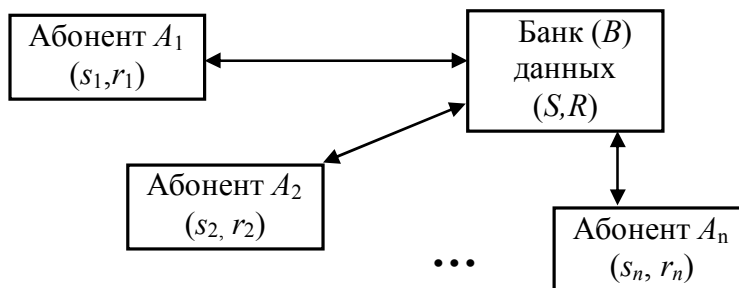 Абонент A₁
(s₁,r₁)
Банк (B)
данных
(S,R)
Абонент A₂
(s₂, r₂)
...
Абонент Aₙ
(sₙ, rₙ)